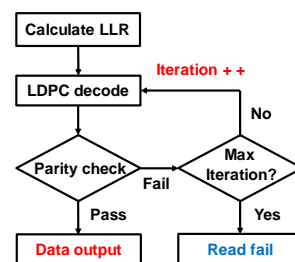 Calculate LLR
Iteration + +
LDPC decode
No
Parity check
Fail
Max
Iteration?
Pass
Yes
Data output
Read fail